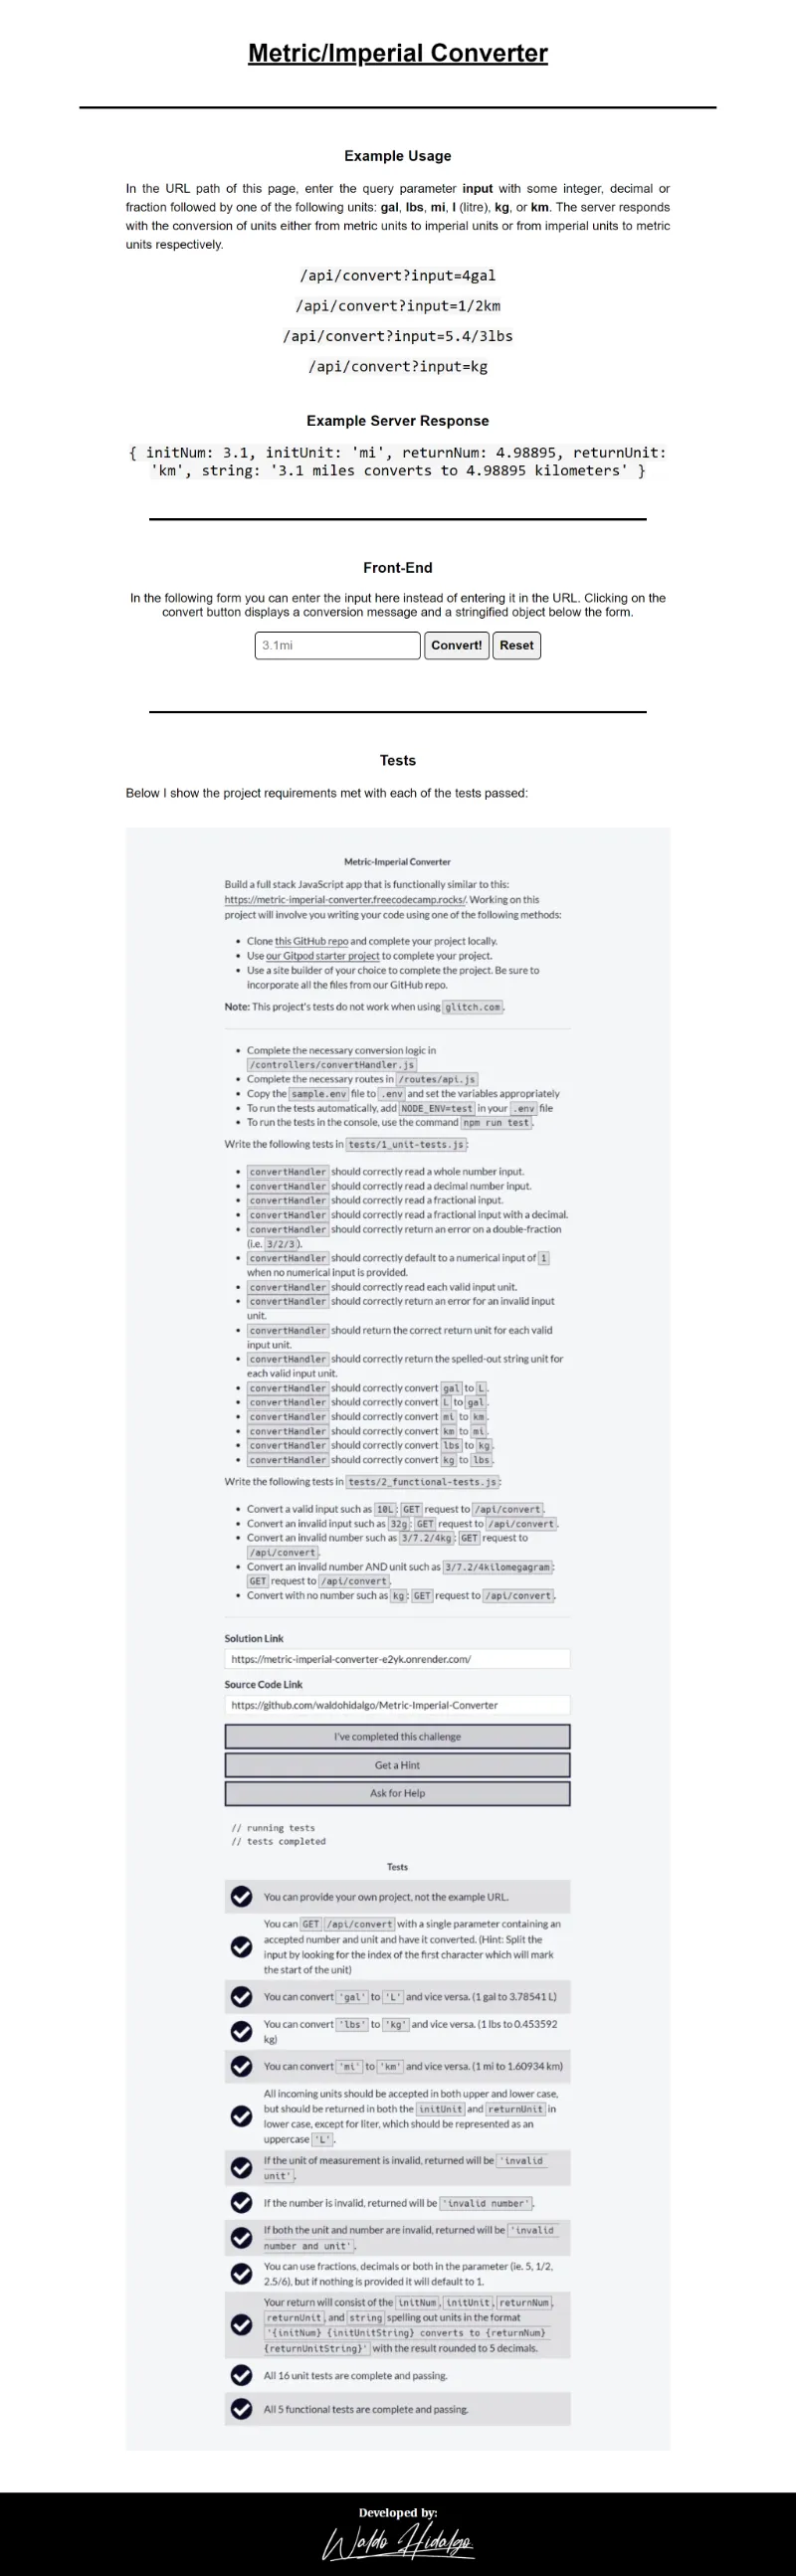 Metric/Imperial Converter
Example Usage
In the URL path of this page, enter the query parameter input with some integer, decimal or
fraction followed by one of the following units: gal, lbs, mi, l (litre), kg, or km. The server responds
with the conversion of units either from metric units to imperial units or from imperial units to metric
units respectively.
/api/convert?input=4gal
/api/convert?input=1/2km
/api/convert?input=5.4/3lbs
/api/convert?input=kg
Example Server Response
{ initNum: 3.1, initUnit: 'mi', returnNum: 4.98895, returnUnit:
'km', string: '3.1 miles converts to 4.98895 kilometers' }
Front-End
In the following form you can enter the input here instead of entering it in the URL. Clicking on the
convert button displays a conversion message and a stringified object below the form.
3.1mi Convert! Reset
Tests
Below I show the project requirements met with each of the tests passed:
Metric-Imperial Converter
Build a full stack JavaScript app that is functionally similar to this:
https://metric-imperial-converter.freecodecamp.rocks/. Working on this
project will involve you writing your code using one of the following methods:
• Clone this GitHub repo and complete your project locally.
• Use our Gitpod starter project to complete your project.
• Use a site builder of your choice to complete the project. Be sure to
incorporate all the files from our GitHub repo.
Note: This project's tests do not work when using glitch.com.
• Complete the necessary conversion logic in
/controllers/convertHandler.js
• Complete the necessary routes in /routes/api.js
• Copy the sample.env file to .env and set the variables appropriately
• To run the tests automatically, add NODE_ENV=test in your .env file
• To run the tests in the console, use the command npm run test.
Write the following tests in tests/1_unit-tests.js:
• convertHandler should correctly read a whole number input.
• convertHandler should correctly read a decimal number input.
• convertHandler should correctly read a fractional input.
• convertHandler should correctly read a fractional input with a decimal.
• convertHandler should correctly return an error on a double-fraction
(i.e. 3/2/3).
• convertHandler should correctly default to a numerical input of 1
when no numerical input is provided.
• convertHandler should correctly read each valid input unit.
• convertHandler should correctly return an error for an invalid input
unit.
• convertHandler should return the correct return unit for each valid
input unit.
• convertHandler should correctly return the spelled-out string unit for
each valid input unit.
• convertHandler should correctly convert gal to L.
• convertHandler should correctly convert L to gal.
• convertHandler should correctly convert mi to km.
• convertHandler should correctly convert km to mi.
• convertHandler should correctly convert lbs to kg.
• convertHandler should correctly convert kg to lbs.
Write the following tests in tests/2_functional-tests.js:
• Convert a valid input such as 10L: GET request to /api/convert.
• Convert an invalid input such as 32g: GET request to /api/convert.
• Convert an invalid number such as 3/7.2/4kg: GET request to
/api/convert.
• Convert an invalid number AND unit such as 3/7.2/4kilomegagram:
GET request to /api/convert.
• Convert with no number such as kg: GET request to /api/convert.
Solution Link
https://metric-imperial-converter-e2yk.onrender.com/
Source Code Link
https://github.com/waldohidalgo/Metric-Imperial-Converter
I've completed this challenge
Get a Hint
Ask for Help
// running tests
// tests completed
Tests
You can provide your own project, not the example URL.
You can GET /api/convert with a single parameter containing an
accepted number and unit and have it converted. (Hint: Split the
input by looking for the index of the first character which will mark
the start of the unit)
You can convert 'gal' to 'L' and vice versa. (1 gal to 3.78541 L)
You can convert 'lbs' to 'kg' and vice versa. (1 lbs to 0.453592
kg)
You can convert 'mi' to 'km' and vice versa. (1 mi to 1.60934 km)
All incoming units should be accepted in both upper and lower case,
but should be returned in both the initUnit and returnUnit in
lower case, except for liter, which should be represented as an
uppercase 'L'.
If the unit of measurement is invalid, returned will be 'invalid
unit'.
If the number is invalid, returned will be 'invalid number'.
If both the unit and number are invalid, returned will be 'invalid
number and unit'.
You can use fractions, decimals or both in the parameter (ie. 5, 1/2,
2.5/6), but if nothing is provided it will default to 1.
Your return will consist of the initNum, initUnit, returnNum,
returnUnit, and string spelling out units in the format
'{initNum} {initUnitString} converts to {returnNum}
{returnUnitString}' with the result rounded to 5 decimals.
All 16 unit tests are complete and passing.
All 5 functional tests are complete and passing.
Developed by:
Waldo Hidalgo